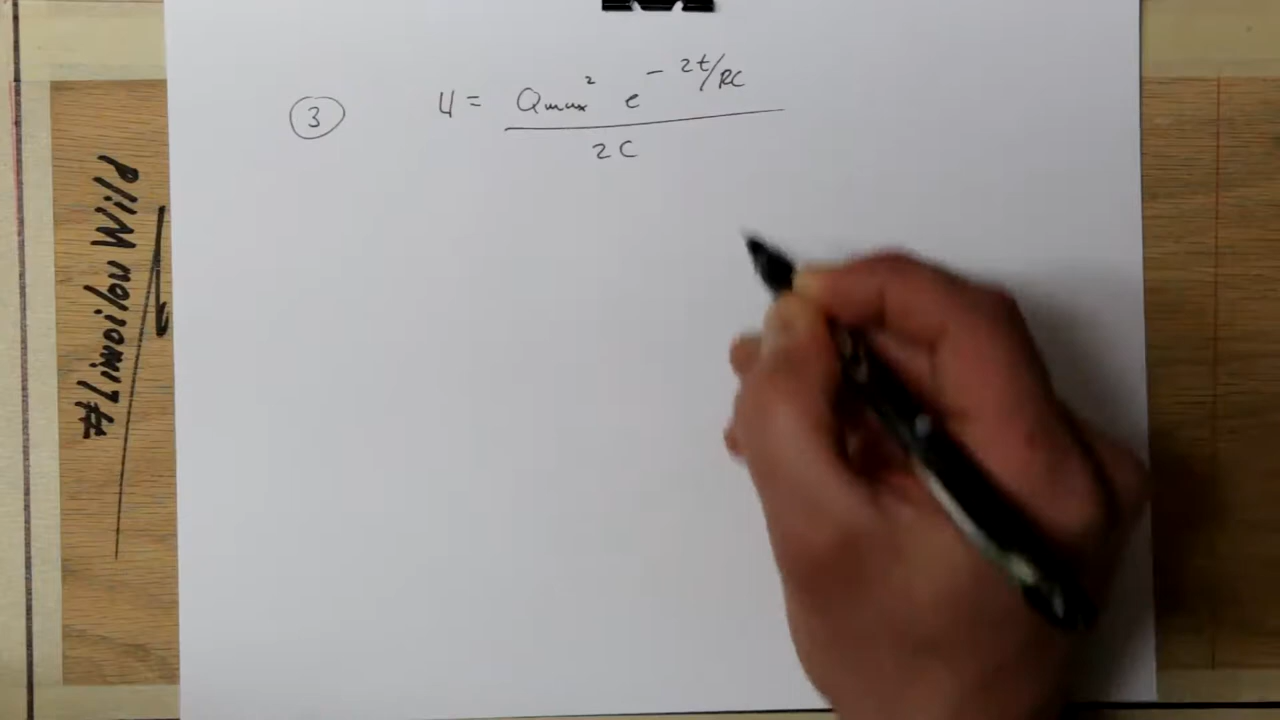 ③ U = Qmax² e^(-2t/RC)
2C
#Limoilou Wild